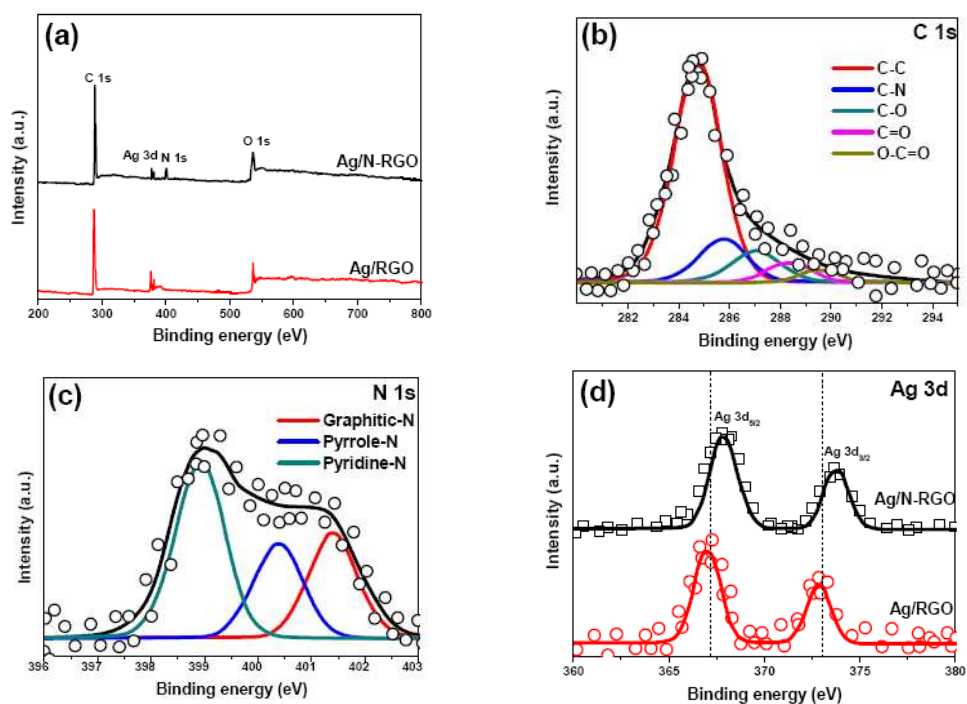 (a)
C 1s
Ag 3d
N 1s
O 1s
Ag/N-RGO
Ag/RGO
Intensity (a.u.)
200 300 400 500 600 700 800
Binding energy (eV)
(b)
C 1s
C-C
C-N
C-O
C=O
O-C=O
Intensity (a.u.)
282 284 286 288 290 292 294
Binding energy (eV)
(c)
N 1s
Graphitic-N
Pyrrole-N
Pyridine-N
Intensity (a.u.)
396 397 398 399 400 401 402 403
Binding energy (eV)
(d)
Ag 3d
Ag 3d5/2
Ag 3d3/2
Ag/N-RGO
Ag/RGO
Intensity (a.u.)
360 365 370 375 380
Binding energy (eV)